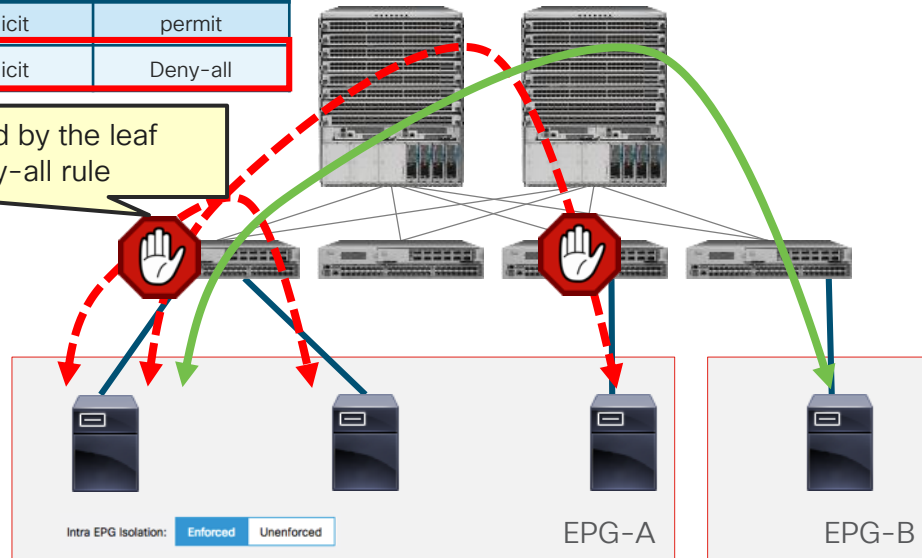 icit permit
icit Deny-all
d by the leaf
y-all rule
Intra EPG Isolation: Enforced Unenforced
EPG-A
EPG-B